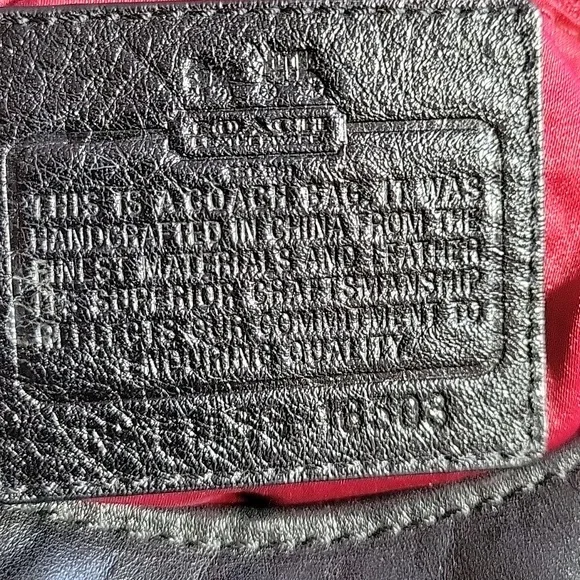 COACH
THIS IS A COACH BAG. IT WAS
HANDCRAFTED IN CHINA FROM THE
FINEST MATERIALS AND LEATHER
ITS SUPERIOR CRAFTSMANSHIP
REFLECTS OUR COMMITMENT TO
ENDURING QUALITY.